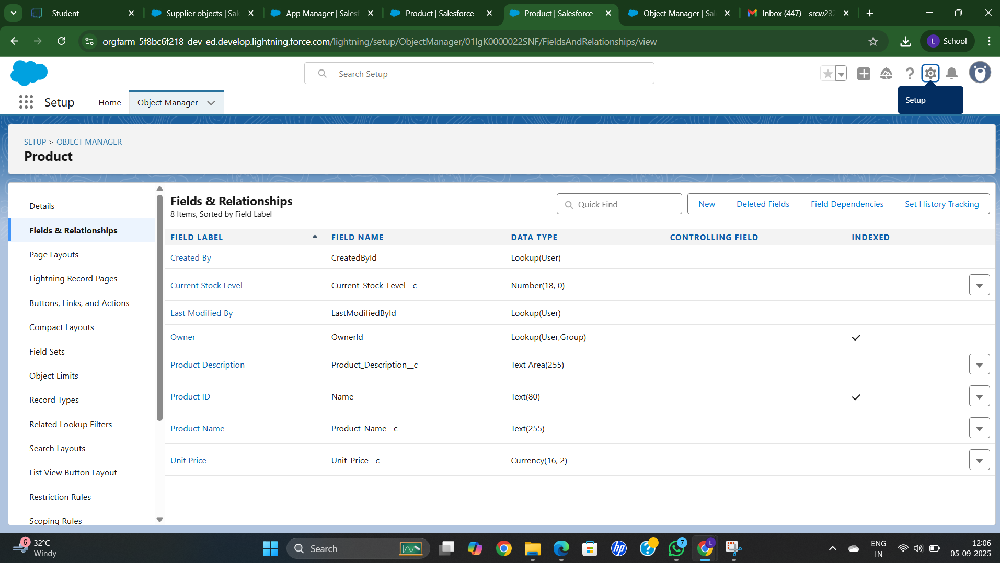 - Student
Supplier objects | Sal
App Manager | Salesf
Product | Salesforce
Product | Salesforce
Object Manager | Sal
Inbox (447) - srcw232
orgfarm-5f8bc6f218-dev-ed.develop.lightning.force.com/lightning/setup/ObjectManager/01IgK0000022SNF/FieldsAndRelationships/view
L School
Search Setup
Setup
Setup
Home
Object Manager
SETUP > OBJECT MANAGER
Product
Details
Fields & Relationships
Page Layouts
Lightning Record Pages
Buttons, Links, and Actions
Compact Layouts
Field Sets
Object Limits
Record Types
Related Lookup Filters
Search Layouts
List View Button Layout
Restriction Rules
Scoping Rules
Fields & Relationships
8 Items, Sorted by Field Label
Quick Find
New
Deleted Fields
Field Dependencies
Set History Tracking
FIELD LABEL FIELD NAME DATA TYPE CONTROLLING FIELD INDEXED
Created By CreatedById Lookup(User)
Current Stock Level Current_Stock_Level__c Number(18, 0)
Last Modified By LastModifiedById Lookup(User)
Owner OwnerId Lookup(User,Group)
Product Description Product_Description__c Text Area(255)
Product ID Name Text(80)
Product Name Product_Name__c Text(255)
Unit Price Unit_Price__c Currency(16, 2)
6
32°C
Windy
Search
hp
7
L
ENG
IN
12:06
05-09-2025